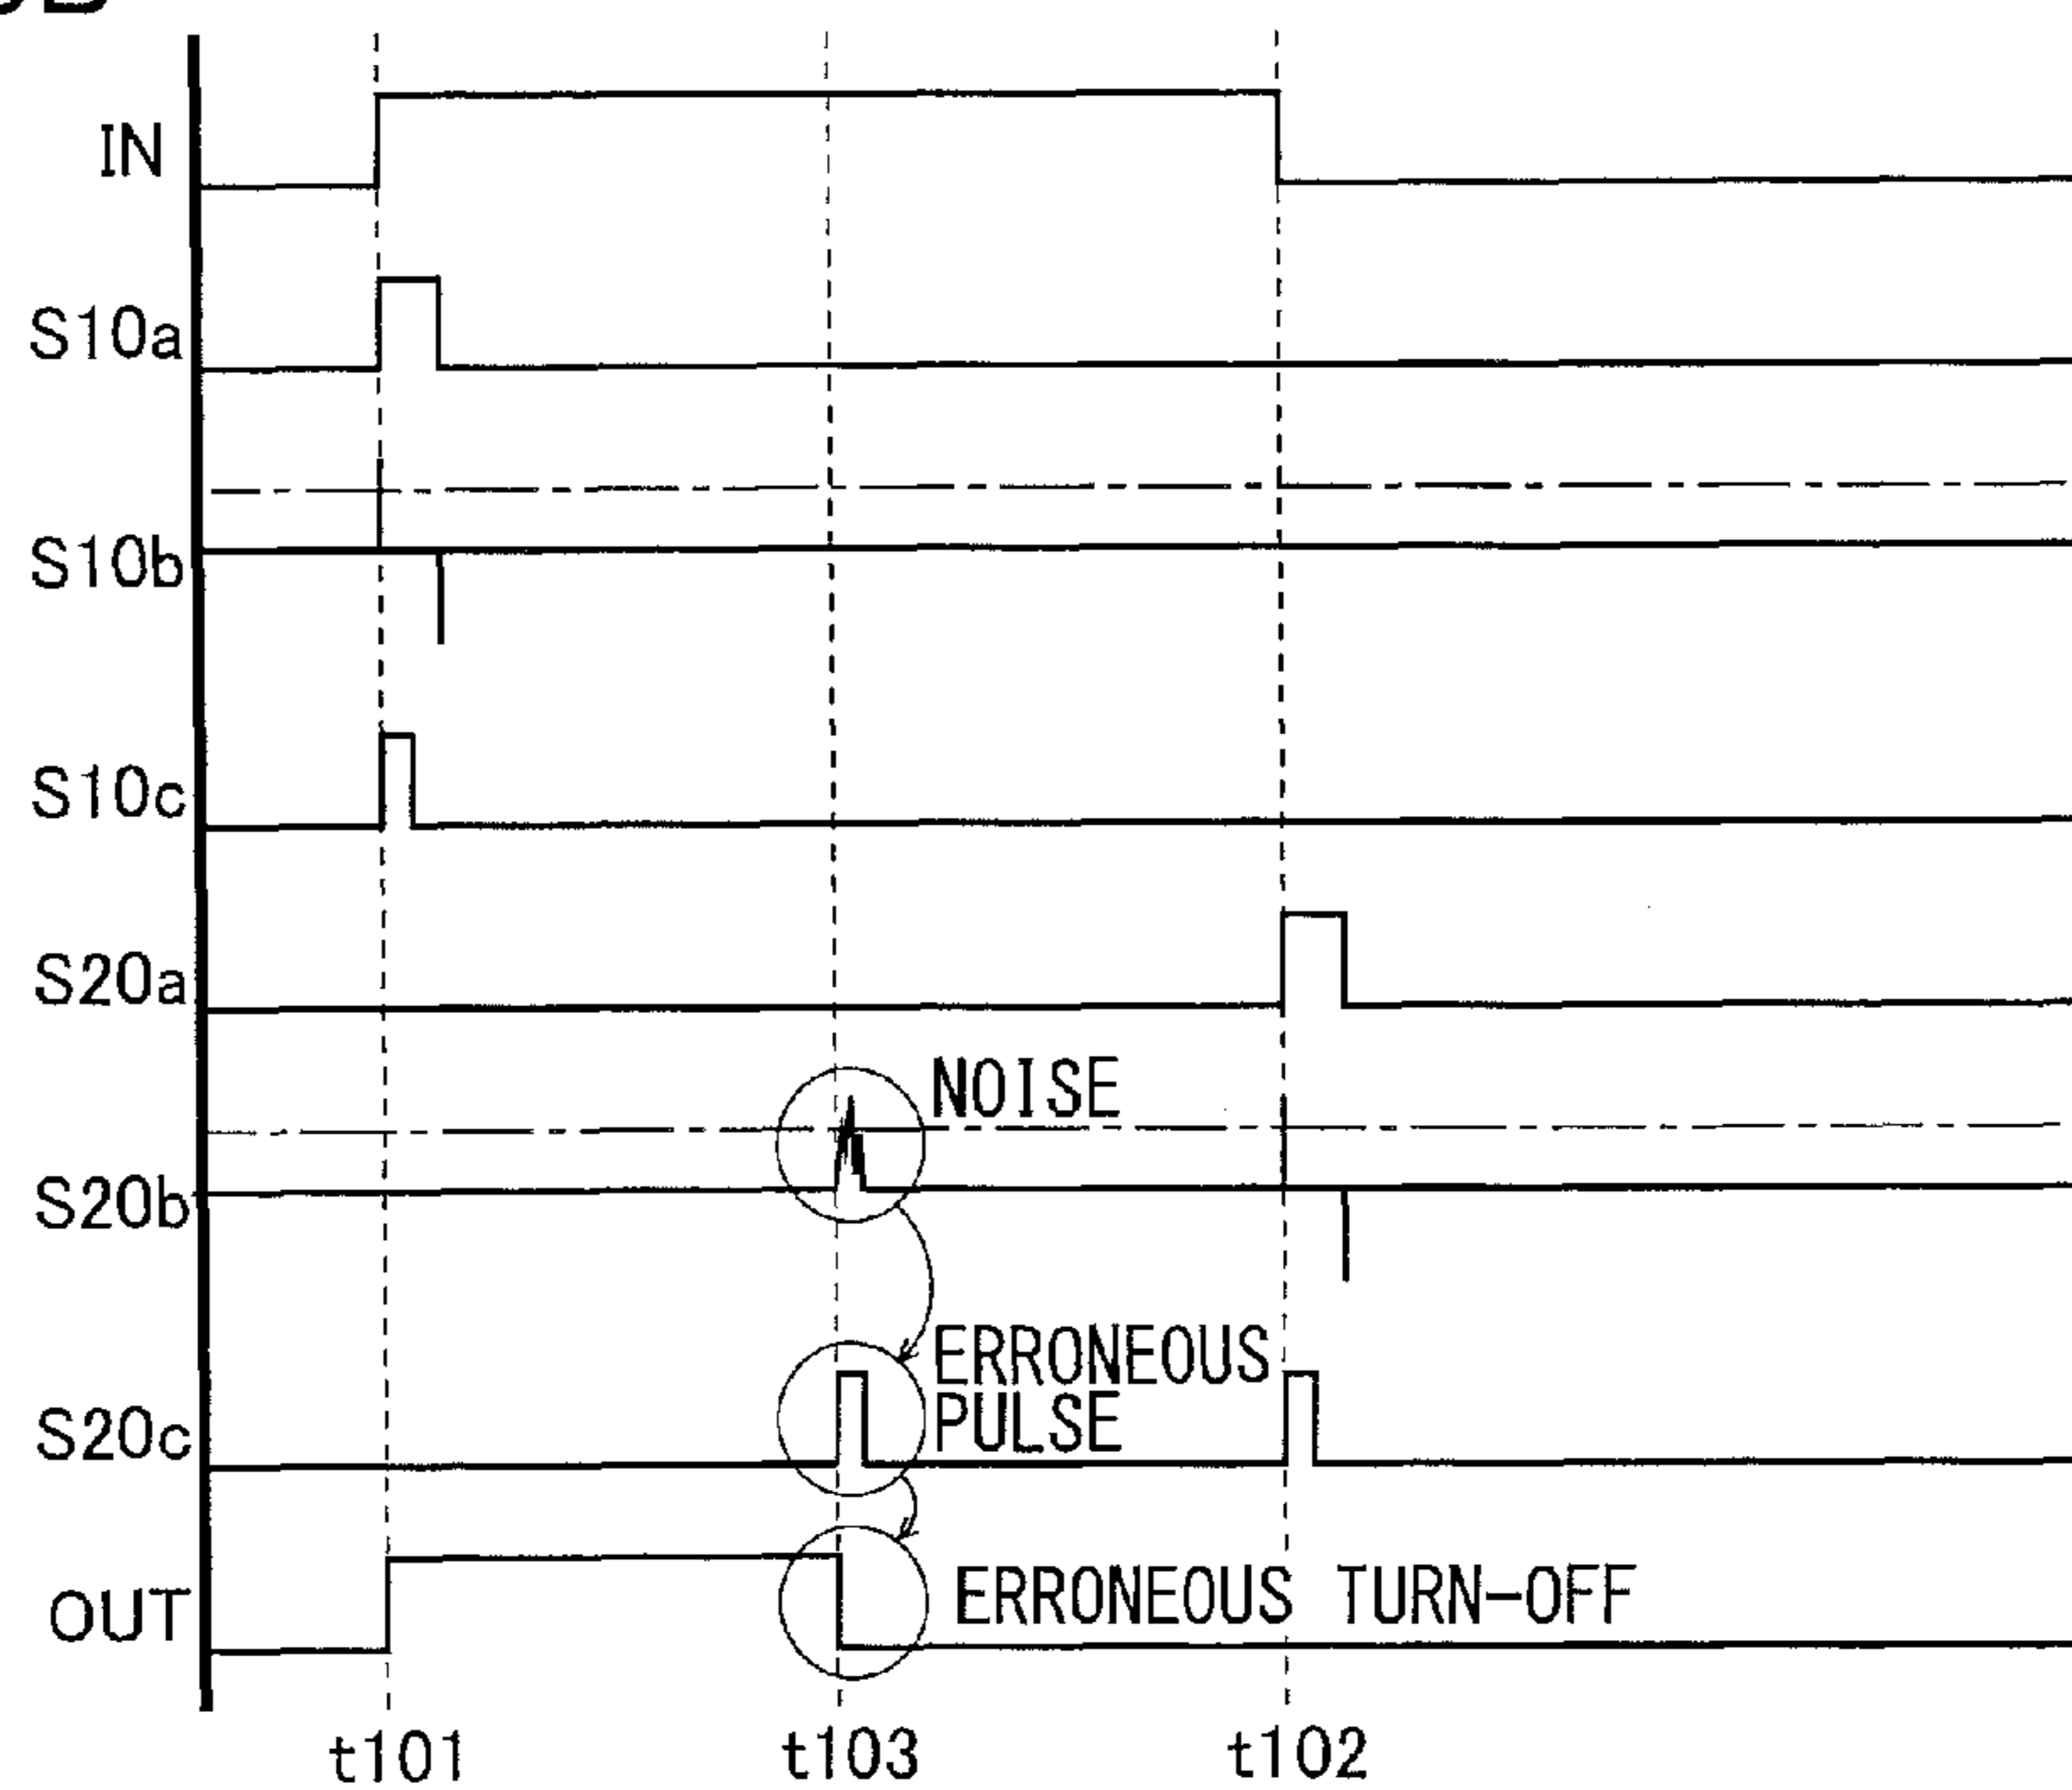 IN
S10a
S10b
S10c
S20a
NOISE
S20b
ERRONEOUS
PULSE
S20c
OUT
ERRONEOUS TURN-OFF
t101
t103
t102